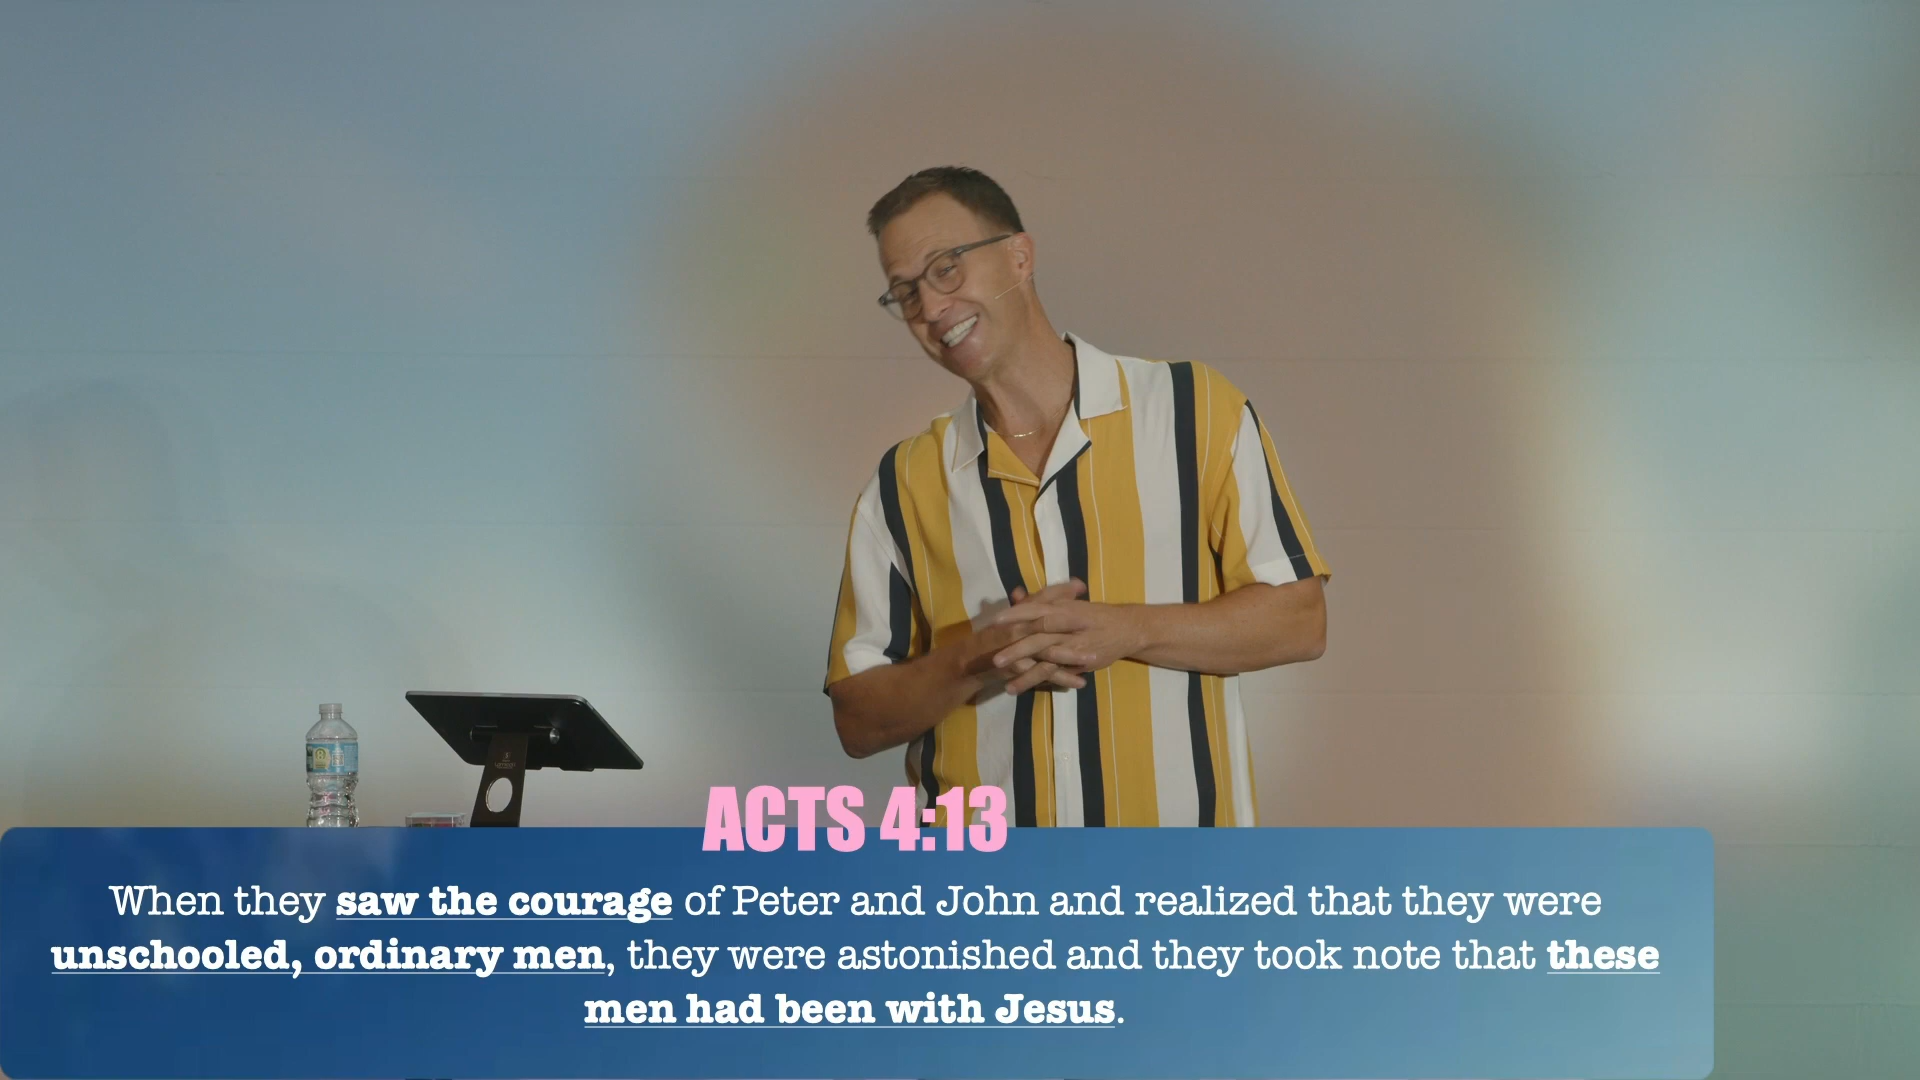 ACTS 4:13
When they saw the courage of Peter and John and realized that they were
unschooled, ordinary men, they were astonished and they took note that these
men had been with Jesus.